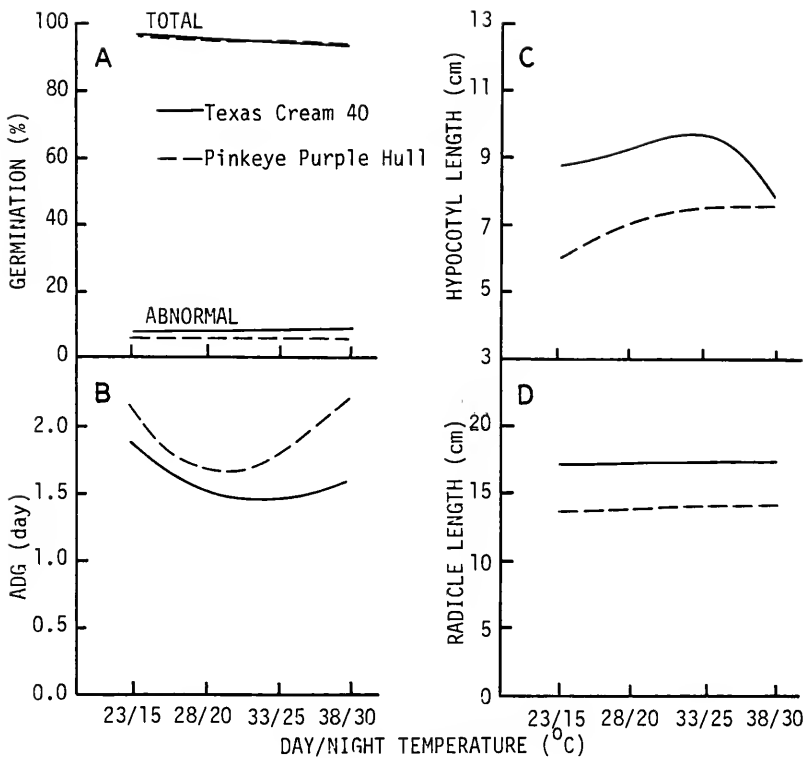 A
TOTAL
100
80
60
40
20
0
GERMINATION (%)
Texas Cream 40
Pinkeye Purple Hull
ABNORMAL
B
2.0
1.5
1.0
0.5
0.0
ADG (day)
C
13
11
9
7
5
3
HYPOCOTYL LENGTH (cm)
D
20
15
10
5
0
RADICLE LENGTH (cm)
23/15 28/20 33/25 38/30
23/15 28/20 33/25 38/30
DAY/NIGHT TEMPERATURE (°C)